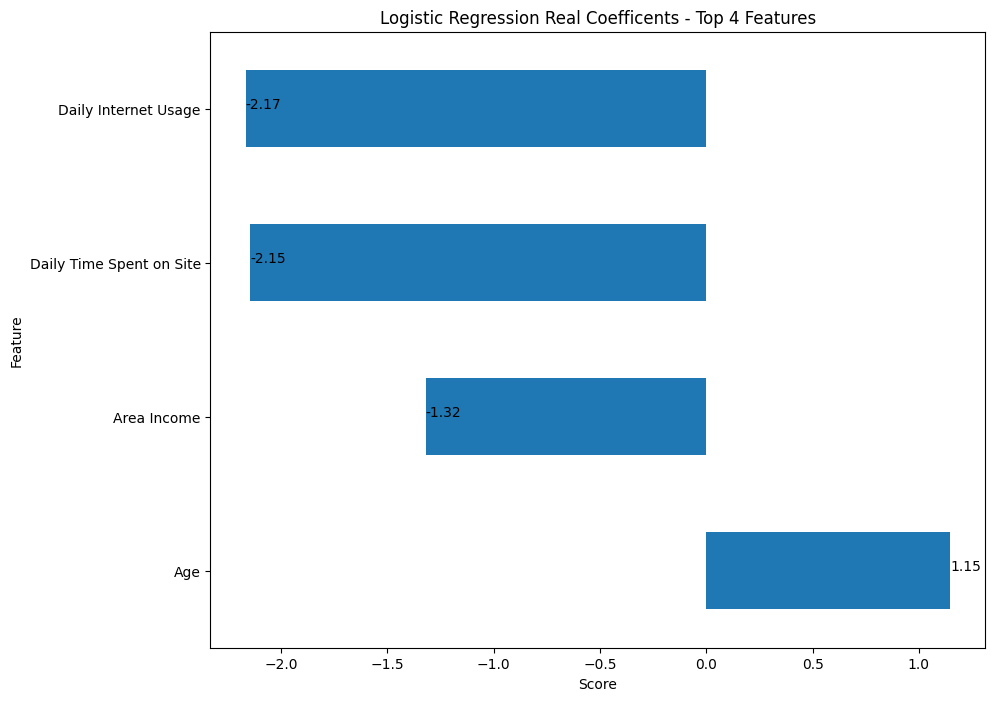 Logistic Regression Real Coefficents - Top 4 Features
Daily Internet Usage
-2.17
Daily Time Spent on Site
-2.15
Feature
Area Income
-1.32
Age
1.15
−2.0
−1.5
−1.0
−0.5
0.0
0.5
1.0
Score